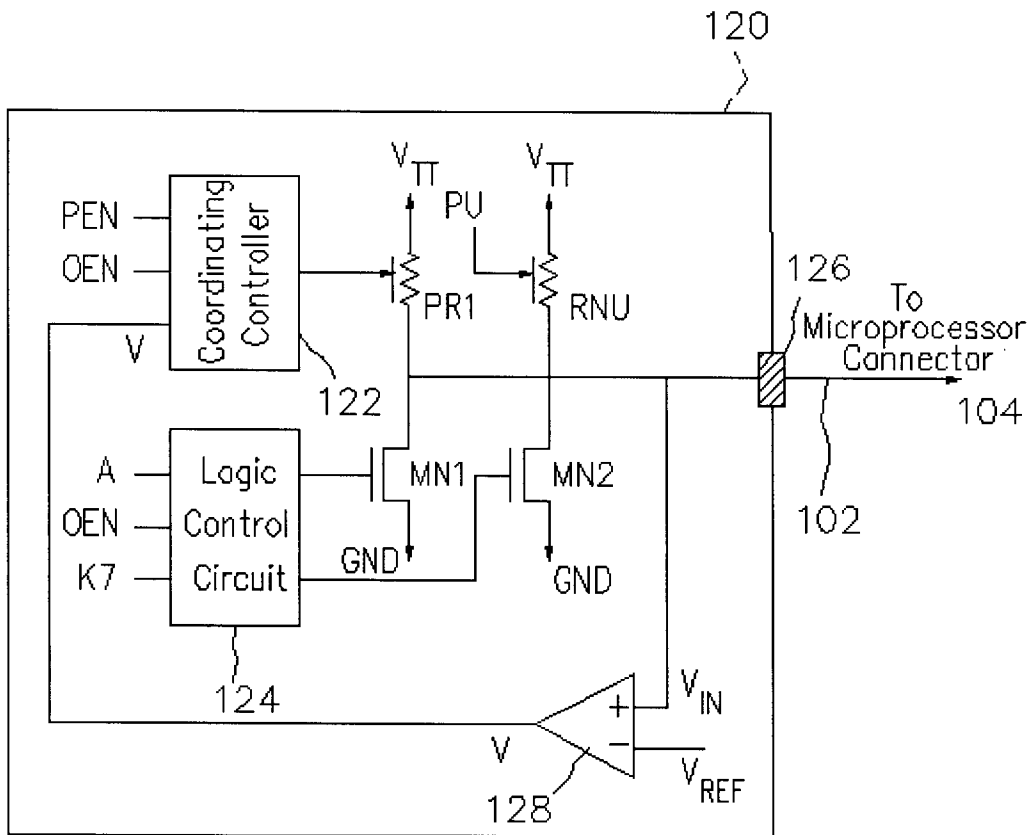 120
V_TT
V_TT
PEN
OEN
V
Coordinating
Controller
PU
PR1
RNU
122
126
To
Microprocessor
Connector
104
102
A
OEN
K7
Logic
Control
Circuit
MN1
MN2
GND
GND
124
V_IN
+
−
V
V_REF
128